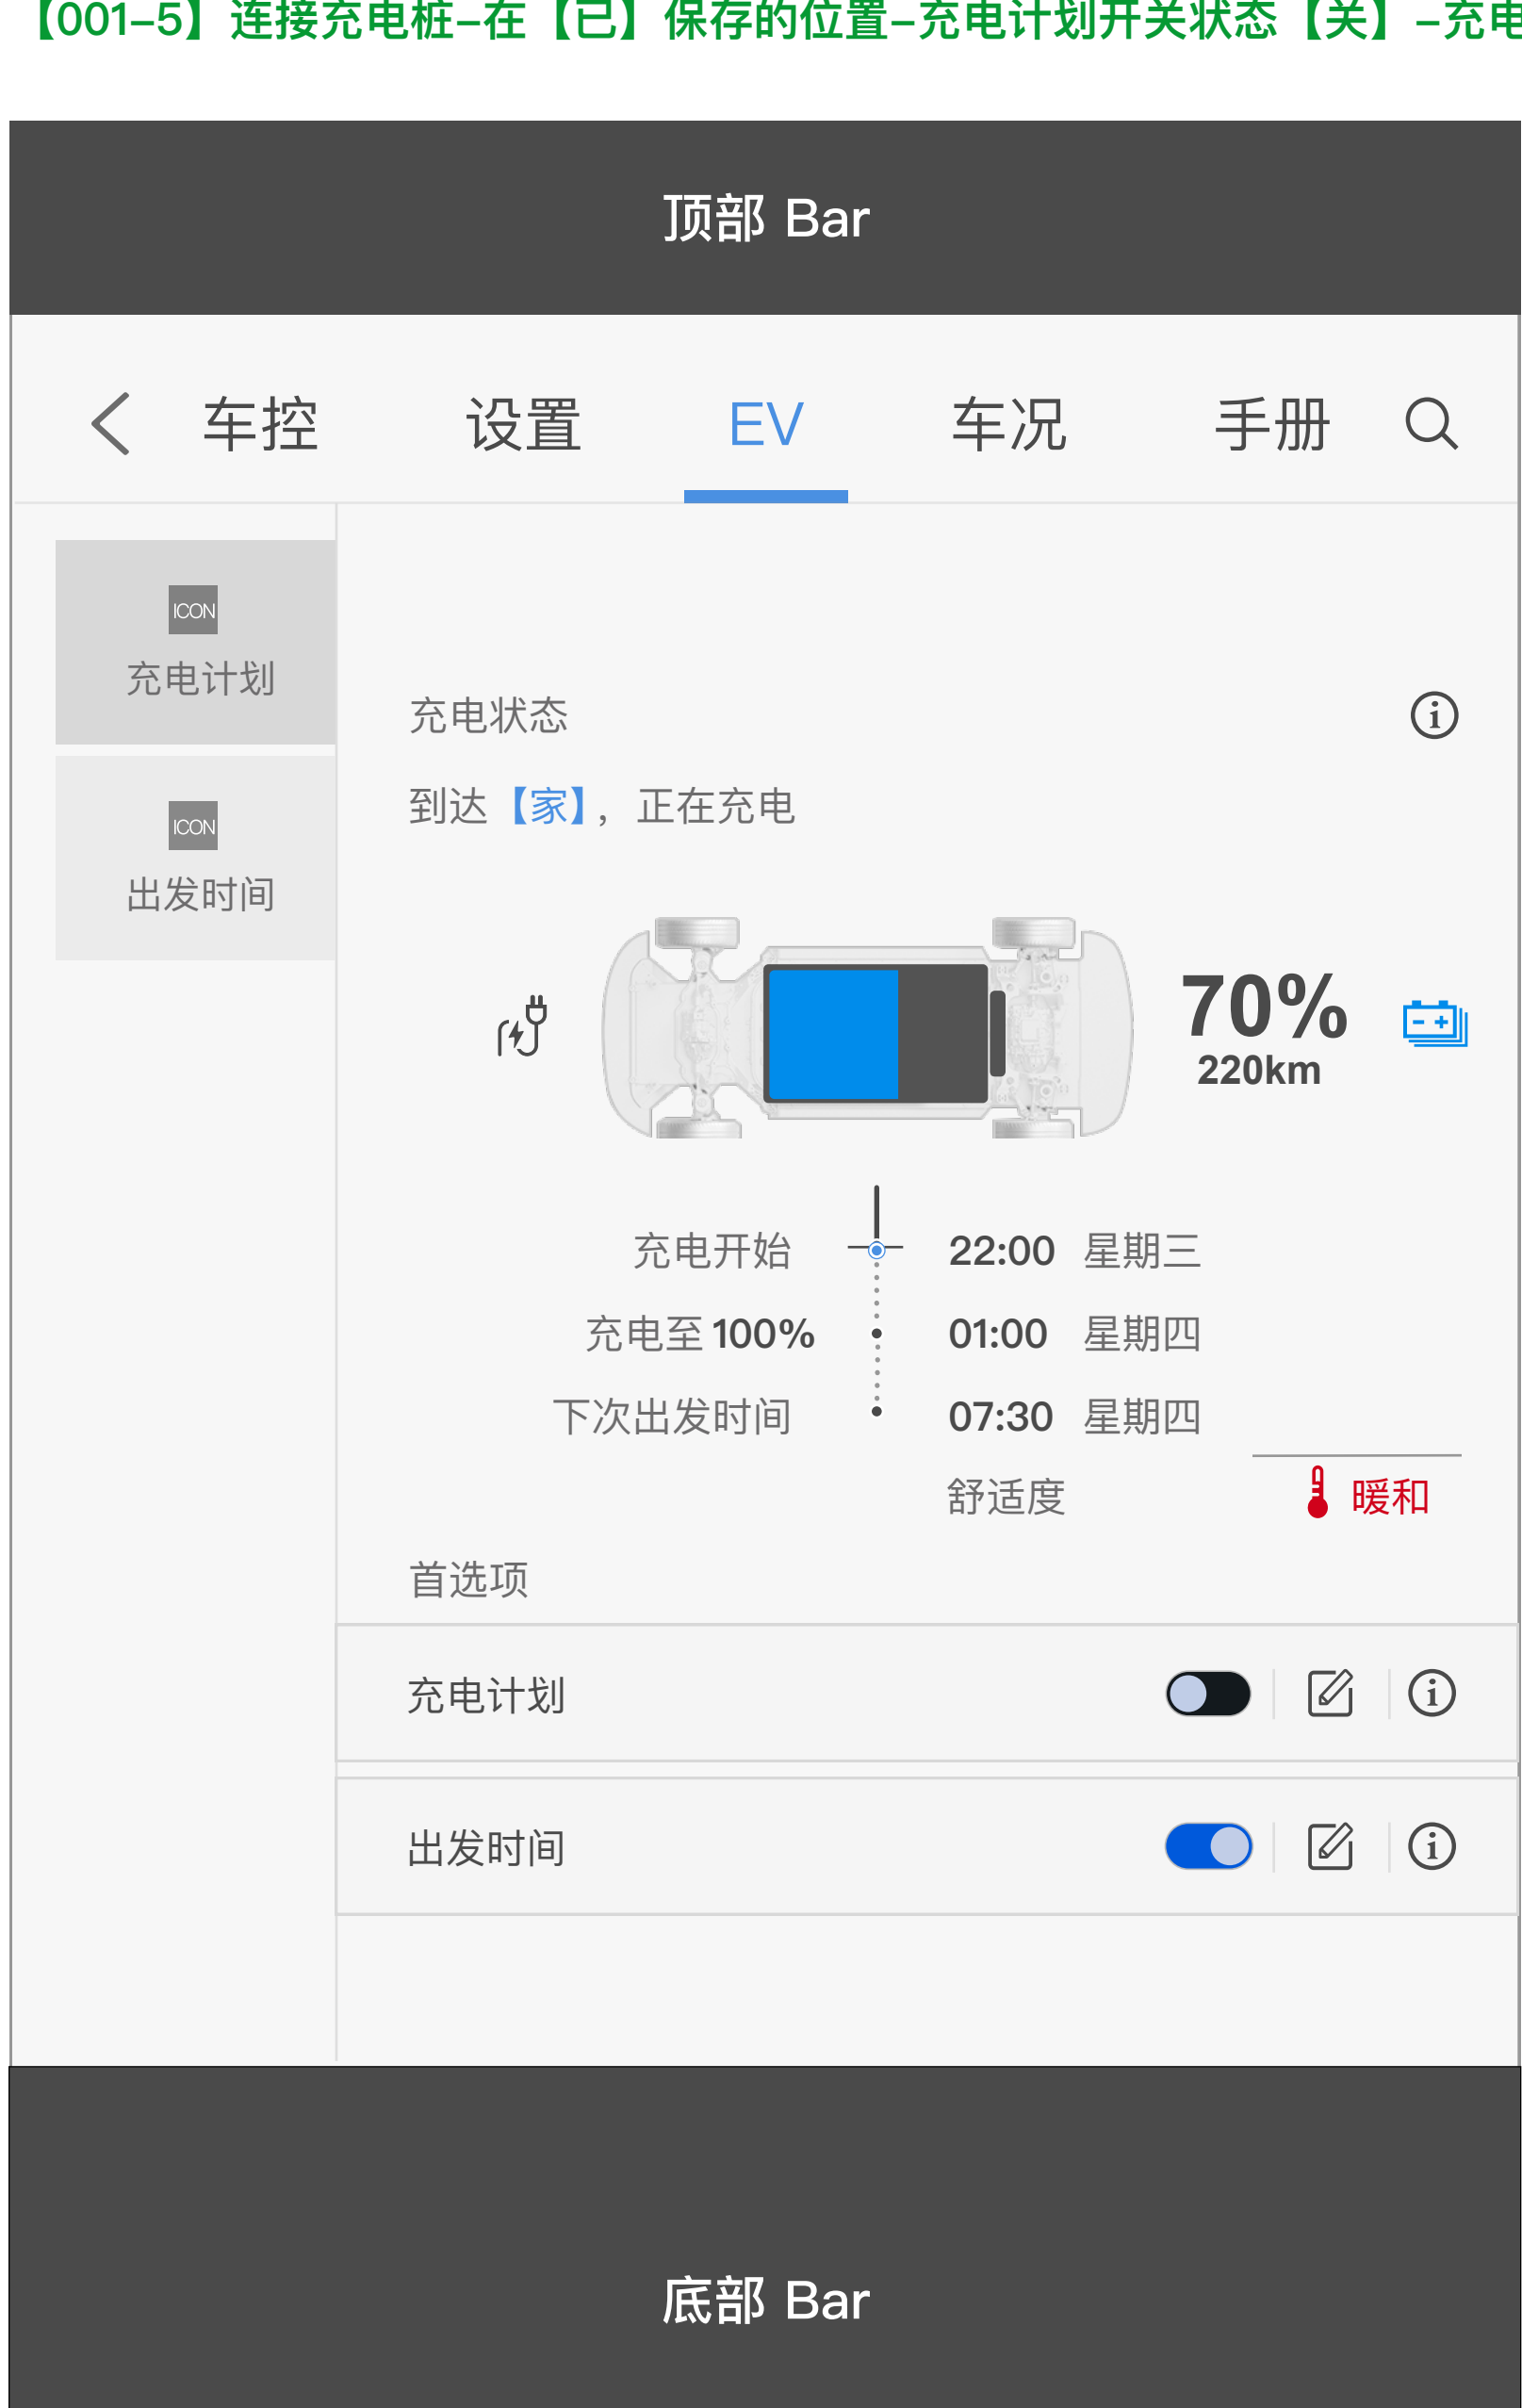 【001–5】连接充电桩–在【已】保存的位置–充电计划开关状态【关】–充电
顶部 Bar
车控 设置 EV 车况 手册
ICON
充电计划
ICON
出发时间
充电状态
到达【家】，正在充电
70%
220km
充电开始 22:00 星期三
充电至 100% 01:00 星期四
下次出发时间 07:30 星期四
舒适度 暖和
首选项
充电计划
出发时间
底部 Bar